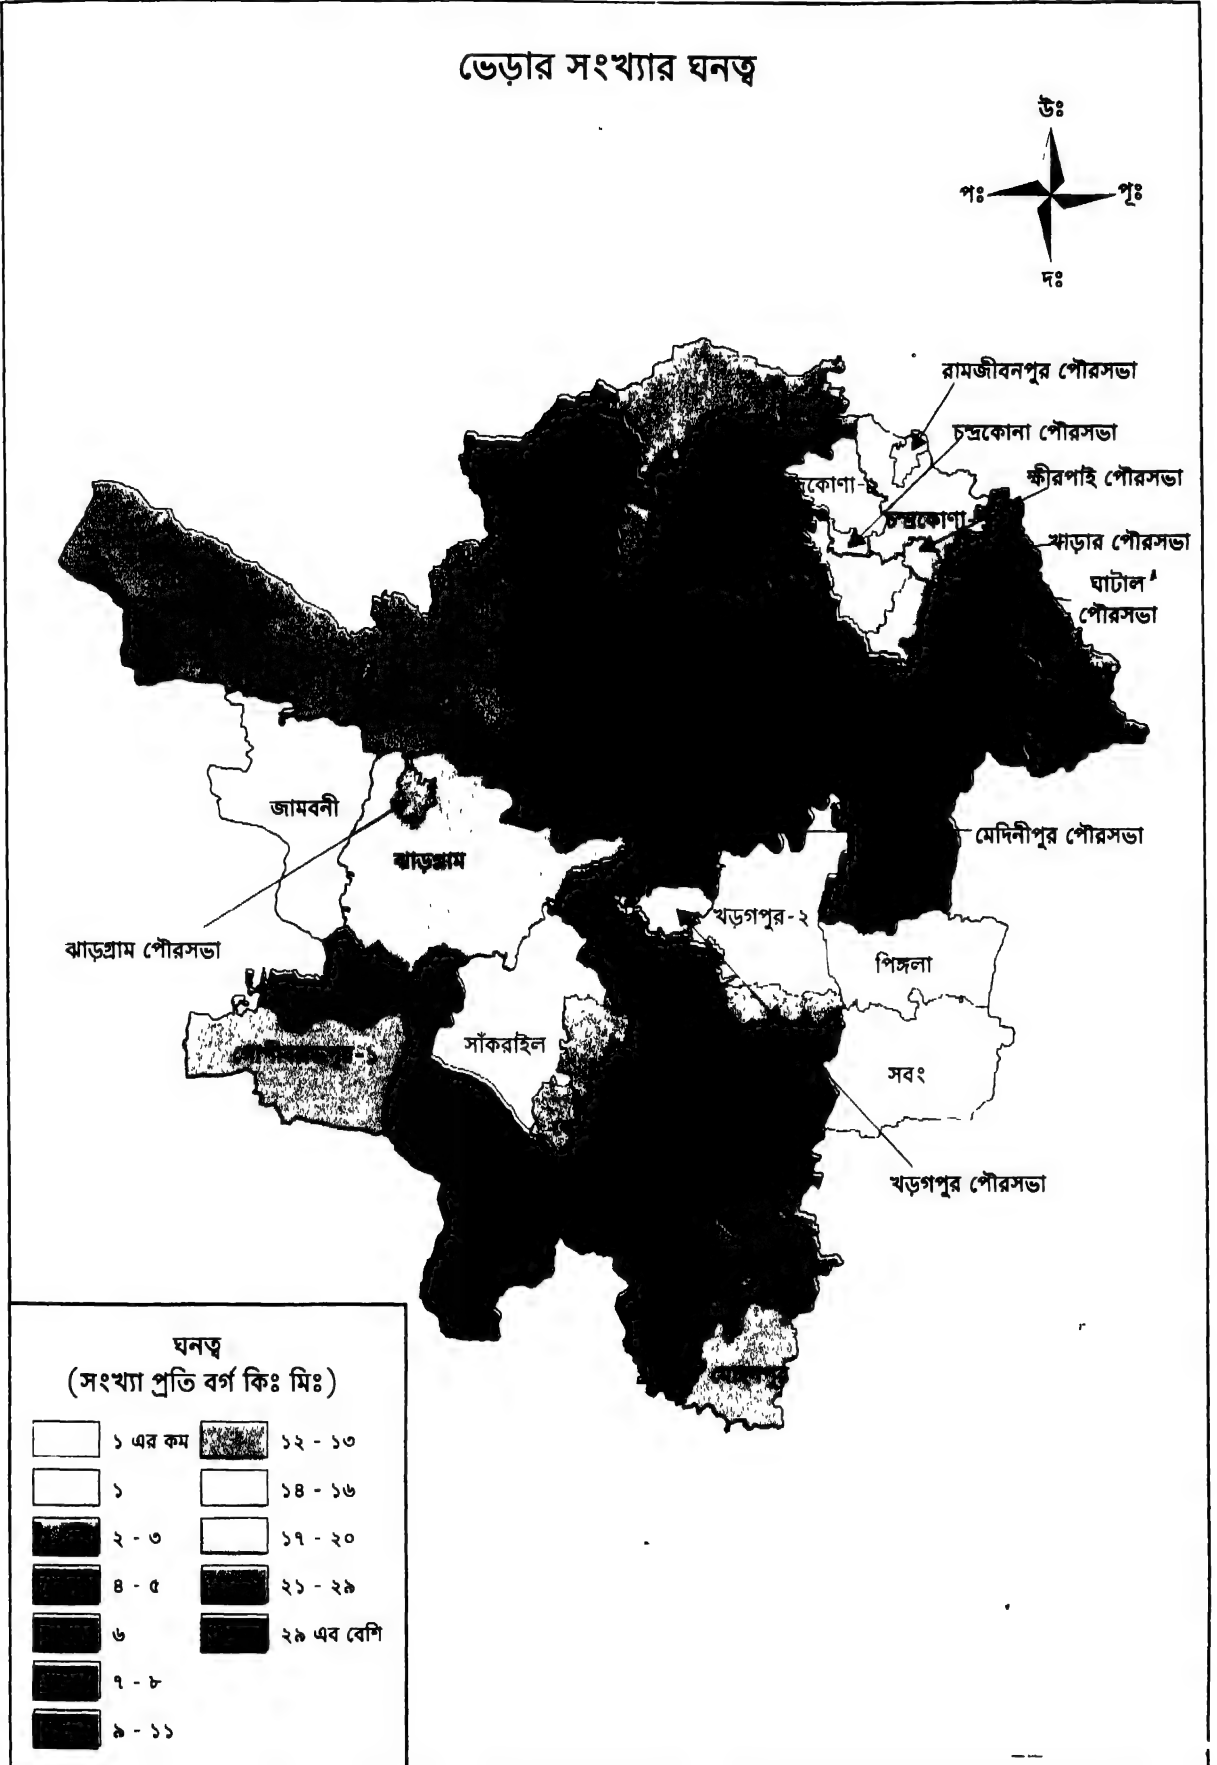 ভেড়ার সংখ্যার ঘনত্ব
উঃ
পঃ
পূঃ
দঃ
রামজীবনপুর পৌরসভা
চন্দ্রকোনা পৌরসভা
ক্ষীরপাই পৌরসভা
চন্দ্রকোণা-
খাড়ার পৌরসভা
ঘাটাল
পৌরসভা
জামবনী
মেদিনীপুর পৌরসভা
ঝাড়গ্রাম
খড়গপুর-২
ঝাড়গ্রাম পৌরসভা
পিঙ্গলা
সাঁকরাইল
সবং
খড়গপুর পৌরসভা
ঘনত্ব
(সংখ্যা প্রতি বর্গ কিঃ মিঃ)
১ এর কম
১২ - ১৩
১
১৪ - ১৬
২ - ৩
১৭ - ২০
৪ - ৫
২১ - ২৯
৬
২৯ এব বেশি
৭ - ৮
৯ - ১১